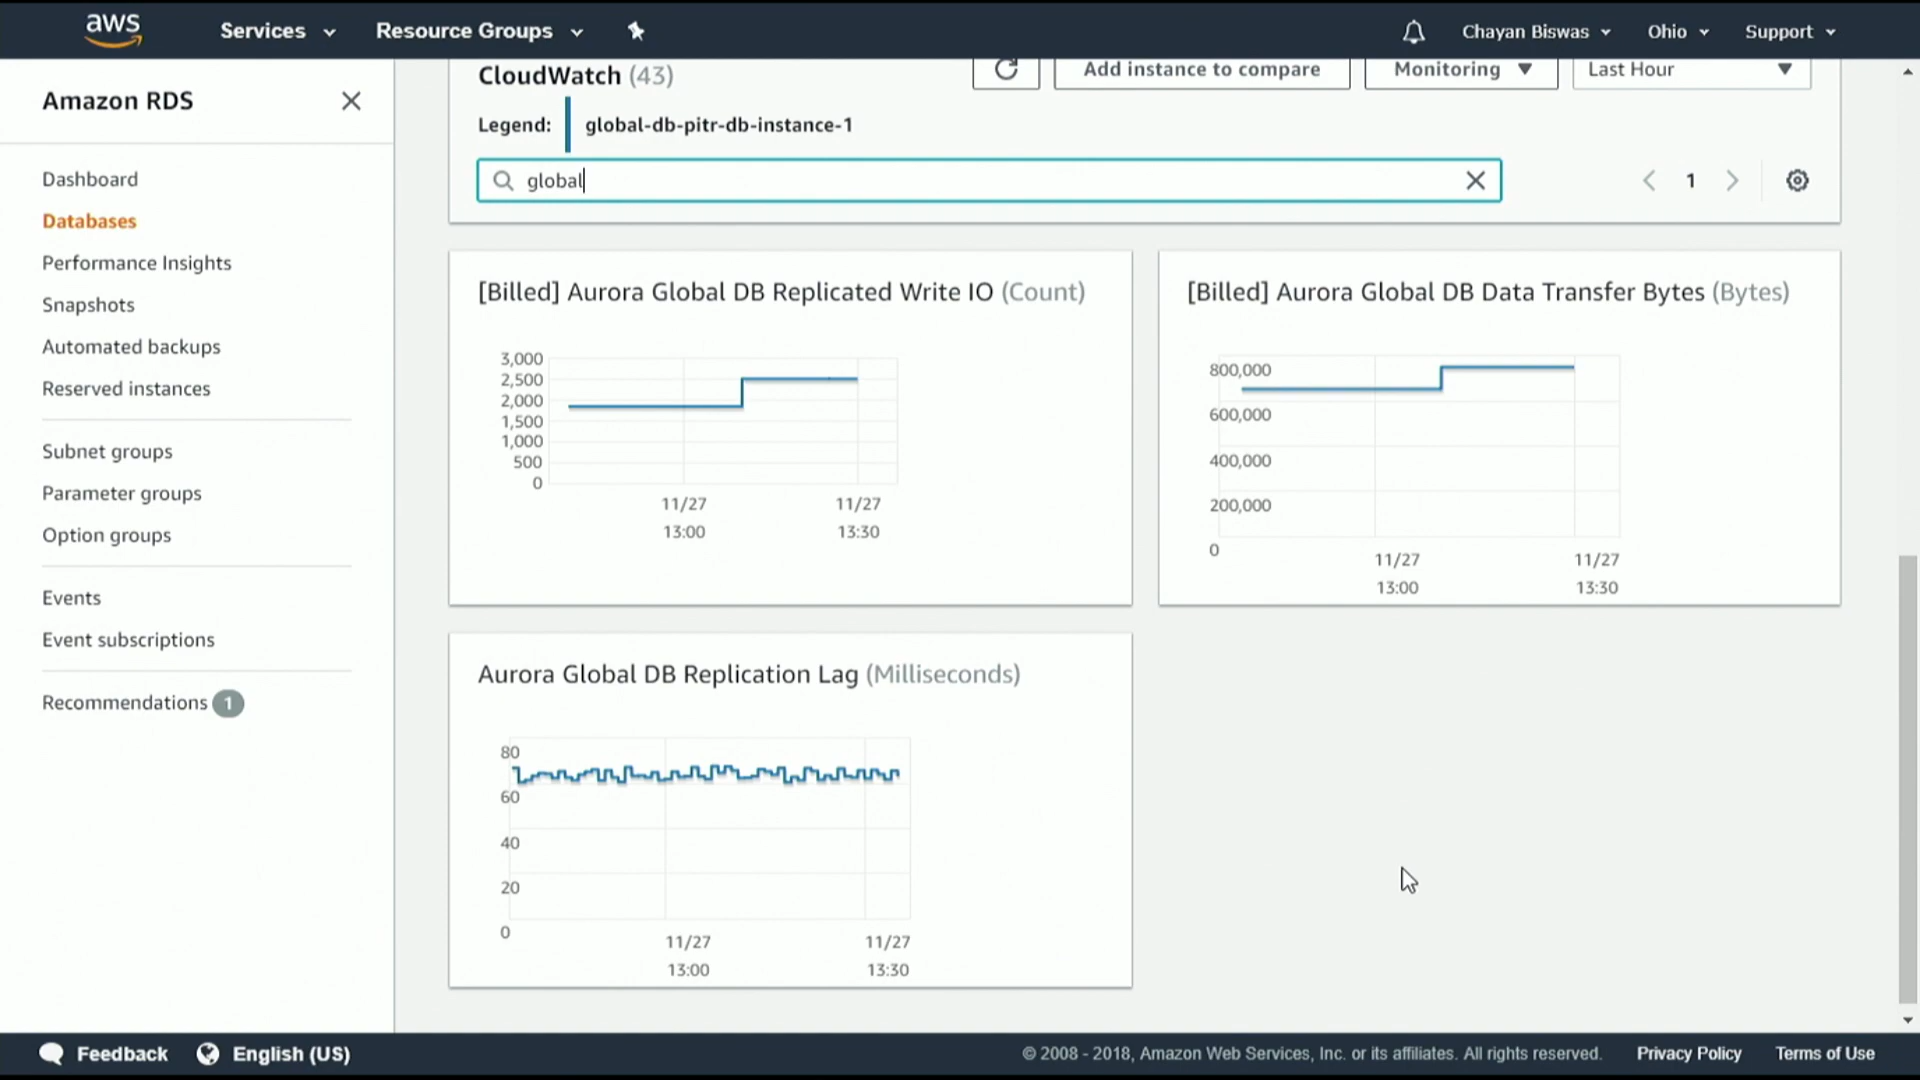 aws
Services
Resource Groups
Chayan Biswas
Ohio
Support
Amazon RDS
Dashboard
Databases
Performance Insights
Snapshots
Automated backups
Reserved instances
Subnet groups
Parameter groups
Option groups
Events
Event subscriptions
Recommendations 1
CloudWatch (43)
Add instance to compare
Monitoring
Last Hour
Legend: global-db-pitr-db-instance-1
global
1
[Billed] Aurora Global DB Replicated Write IO (Count)
3,000
2,500
2,000
1,500
1,000
500
0
11/27 11/27
13:00 13:30
[Billed] Aurora Global DB Data Transfer Bytes (Bytes)
800,000
600,000
400,000
200,000
0
11/27 11/27
13:00 13:30
Aurora Global DB Replication Lag (Milliseconds)
80
60
40
20
0
11/27 11/27
13:00 13:30
Feedback
English (US)
© 2008 - 2018, Amazon Web Services, Inc. or its affiliates. All rights reserved.
Privacy Policy
Terms of Use